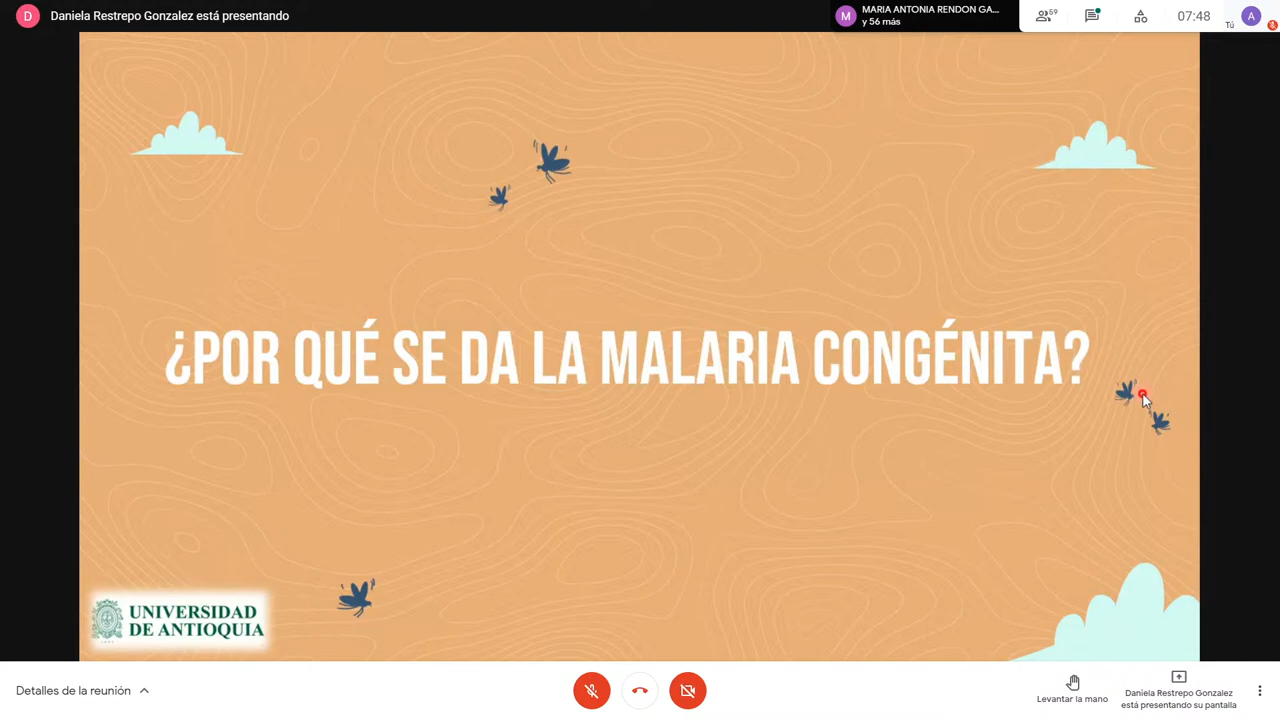 D
Daniela Restrepo Gonzalez está presentando
M
MARIA ANTONIA RENDON GA...
y 56 más
59
07:48
Tú
A
¿POR QUÉ SE DA LA MALARIA CONGÉNITA?
UNIVERSIDAD
DE ANTIOQUIA
Detalles de la reunión
Levantar la mano
Daniela Restrepo Gonzalez
está presentando su pantalla